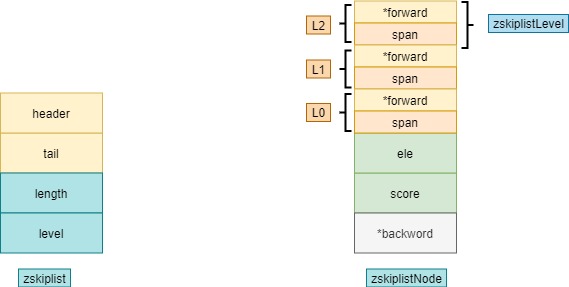 header
tail
length
level
zskiplist
L2
*forward
span
zskiplistLevel
L1
*forward
span
L0
*forward
span
ele
score
*backword
zskiplistNode